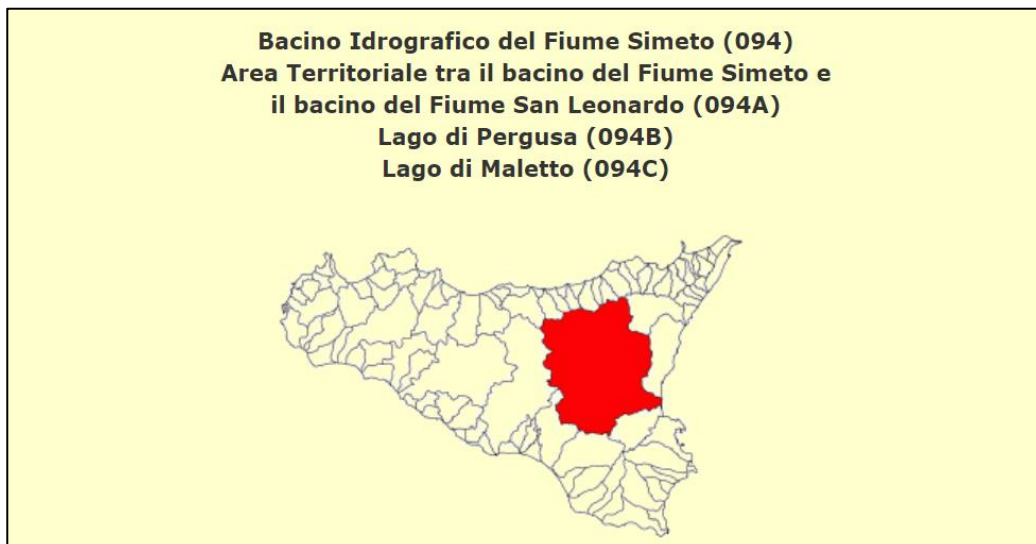 Bacino Idrografico del Fiume Simeto (094)
Area Territoriale tra il bacino del Fiume Simeto e
il bacino del Fiume San Leonardo (094A)
Lago di Pergusa (094B)
Lago di Maletto (094C)